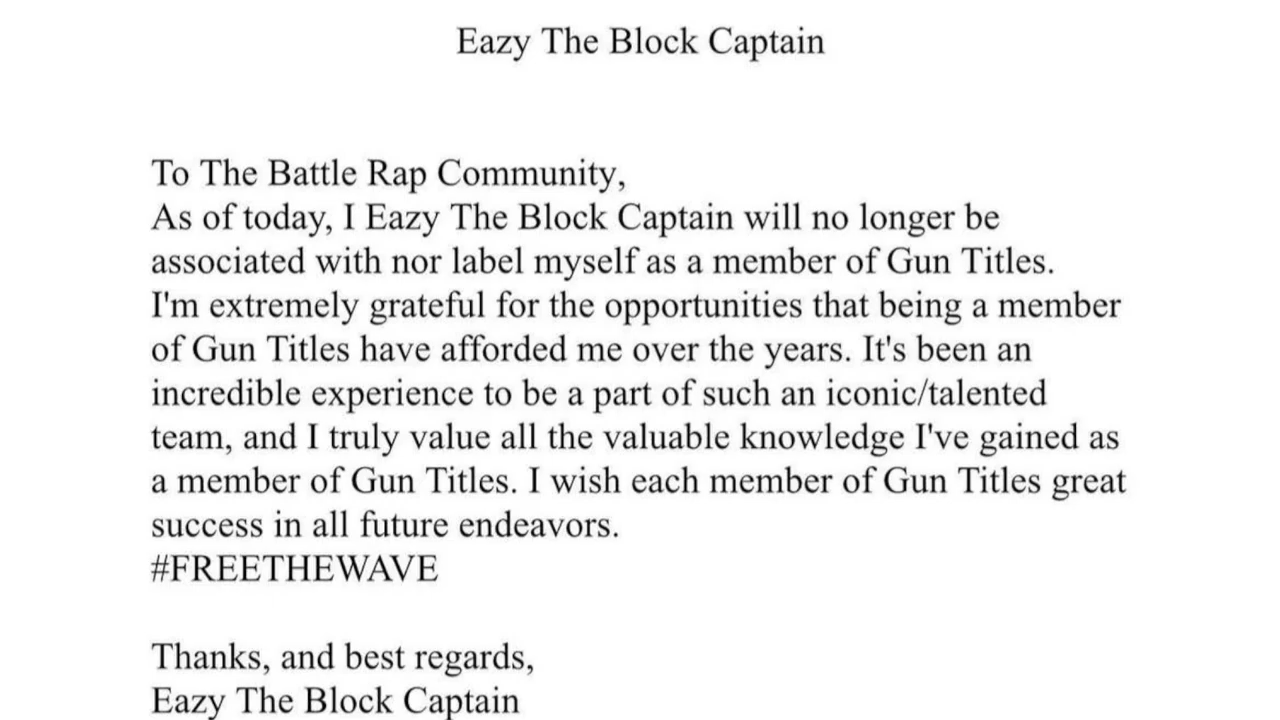 Eazy The Block Captain
To The Battle Rap Community,
As of today, I Eazy The Block Captain will no longer be
associated with nor label myself as a member of Gun Titles.
I'm extremely grateful for the opportunities that being a member
of Gun Titles have afforded me over the years. It's been an
incredible experience to be a part of such an iconic/talented
team, and I truly value all the valuable knowledge I've gained as
a member of Gun Titles. I wish each member of Gun Titles great
success in all future endeavors.
#FREETHEWAVE
Thanks, and best regards,
Eazy The Block Captain